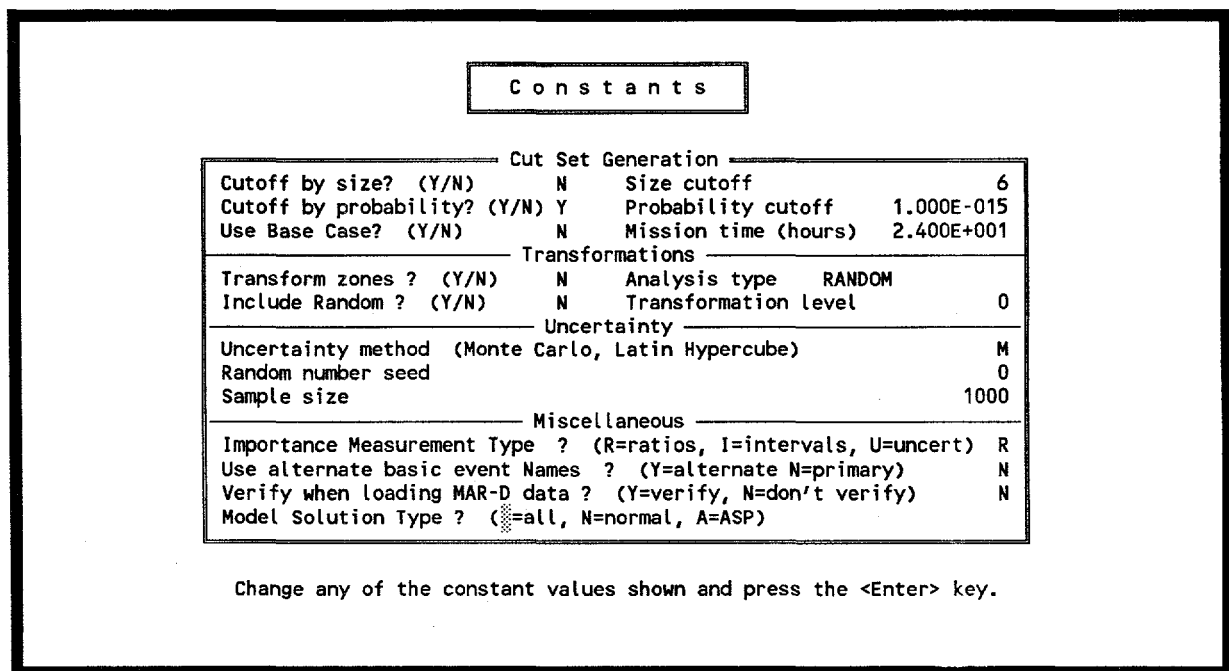 Constants
Cut Set Generation
Cutoff by size? (Y/N) N Size cutoff 6
Cutoff by probability? (Y/N) Y Probability cutoff 1.000E-015
Use Base Case? (Y/N) N Mission time (hours) 2.400E+001
Transformations
Transform zones ? (Y/N) N Analysis type RANDOM
Include Random ? (Y/N) N Transformation level 0
Uncertainty
Uncertainty method (Monte Carlo, Latin Hypercube) M
Random number seed 0
Sample size 1000
Miscellaneous
Importance Measurement Type ? (R=ratios, I=intervals, U=uncert) R
Use alternate basic event Names ? (Y=alternate N=primary) N
Verify when loading MAR-D data ? (Y=verify, N=don't verify) N
Model Solution Type ? (░=all, N=normal, A=ASP)
Change any of the constant values shown and press the <Enter> key.